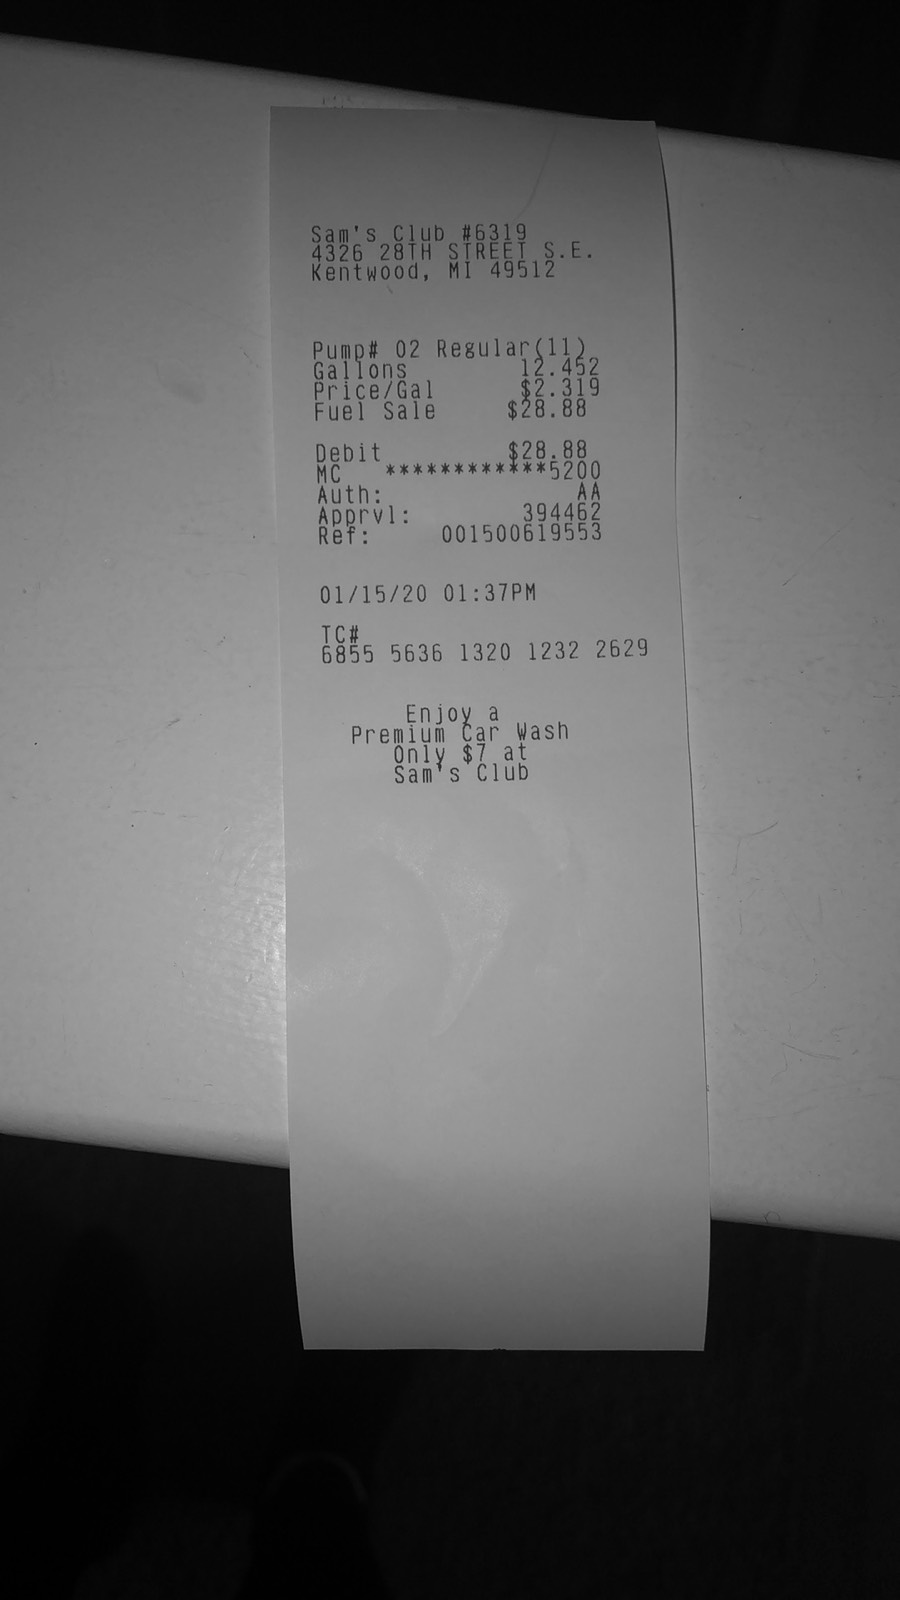 Sam's Club #6319
4326 28TH STREET S.E.
Kentwood, MI 49512
Pump# 02 Regular(11)
Gallons 12.452
Price/Gal $2.319
Fuel Sale $28.88
Debit $28.88
MC ************5200
Auth: AA
Apprvl: 394462
Ref: 001500619553
01/15/20 01:37PM
TC#
6855 5636 1320 1232 2629
Enjoy a
Premium Car Wash
Only $7 at
Sam's Club